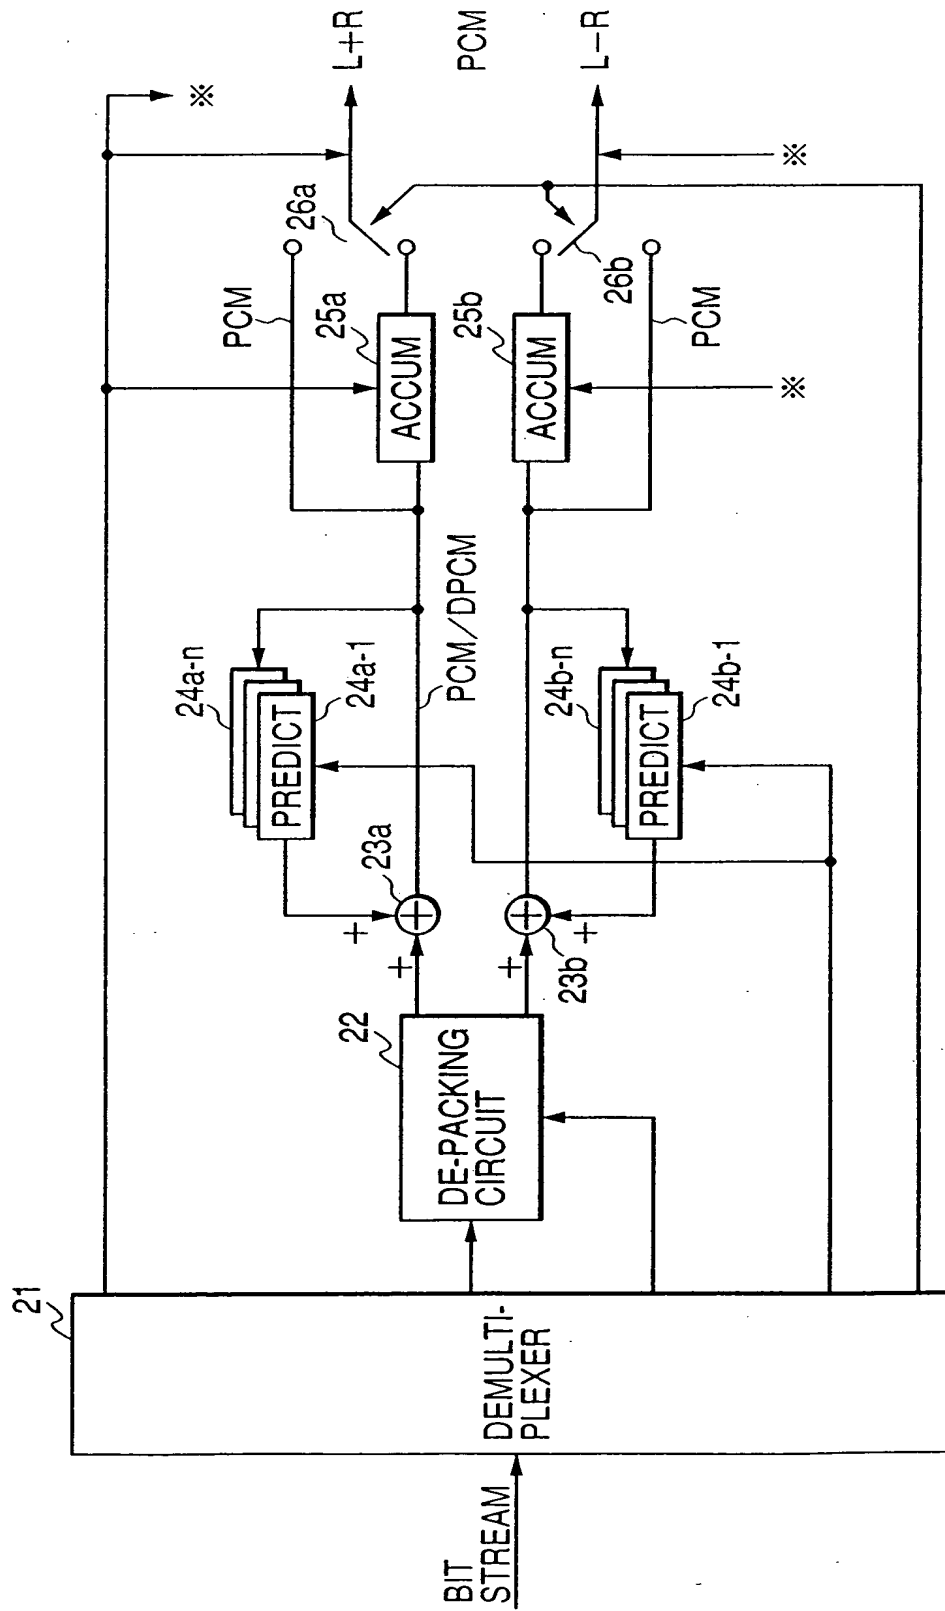 BIT
STREAM
21
DEMULTI-
PLEXER
22
DE-PACKING
CIRCUIT
+
+
23a
+
+
23b
24a-n
PREDICT
24a-1
PCM/DPCM
24b-n
PREDICT
24b-1
PCM
25a
ACCUM
25b
ACCUM
PCM
26a
26b
※
※
※
L+R
PCM
L−R